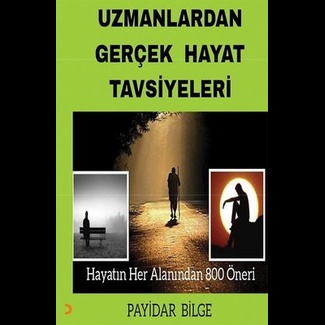 UZMANLARDAN
GERÇEK HAYAT
TAVSİYELERİ
Hayatın Her Alanından 800 Öneri
PAYİDAR BİLGE